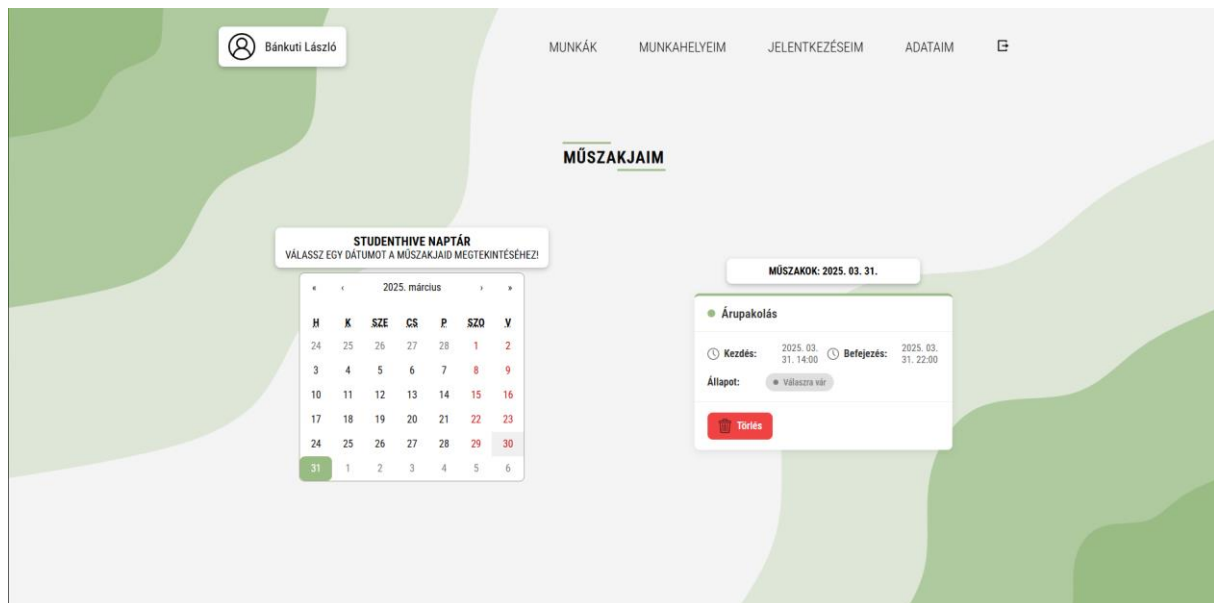 Bánkuti László
MUNKÁK MUNKAHELYEIM JELENTKEZÉSEIM ADATAIM
MŰSZAKJAIM
STUDENTHIVE NAPTÁR
VÁLASSZ EGY DÁTUMOT A MŰSZAKJAID MEGTEKINTÉSÉHEZ!
« ‹ 2025. március › »
H K SZE CS P SZO V
24 25 26 27 28 1 2
3 4 5 6 7 8 9
10 11 12 13 14 15 16
17 18 19 20 21 22 23
24 25 26 27 28 29 30
31 1 2 3 4 5 6
MŰSZAKOK: 2025. 03. 31.
Árupakolás
Kezdés: 2025. 03. 31. 14:00 Befejezés: 2025. 03. 31. 22:00
Állapot: Válaszra vár
Törlés